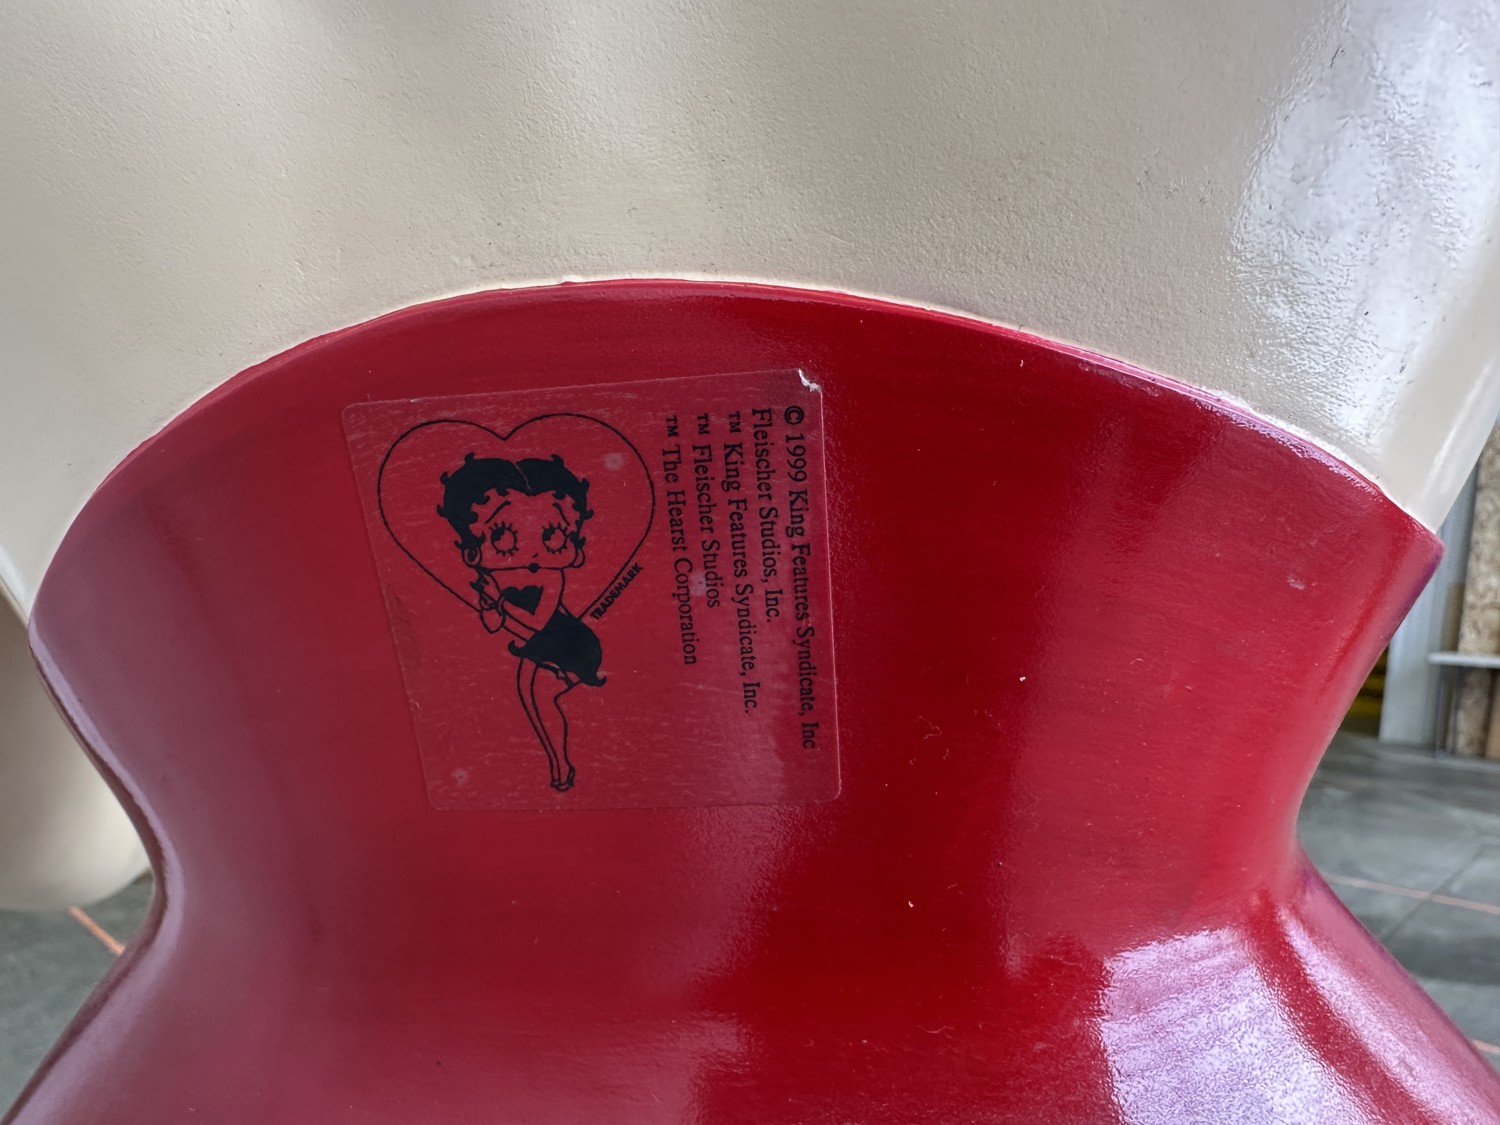 © 1999 King Features Syndicate, Inc
Fleischer Studios, Inc.
™ King Features Syndicate, Inc.
™ Fleischer Studios
™ The Hearst Corporation
TRADEMARK